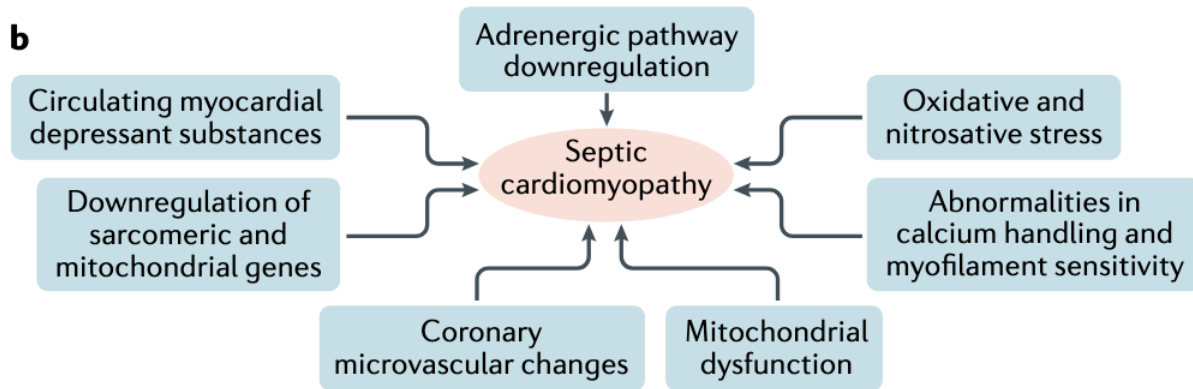 b
Adrenergic pathway
downregulation
Circulating myocardial
depressant substances
Oxidative and
nitrosative stress
Septic
cardiomyopathy
Downregulation of
sarcomeric and
mitochondrial genes
Abnormalities in
calcium handling and
myofilament sensitivity
Coronary
microvascular changes
Mitochondrial
dysfunction